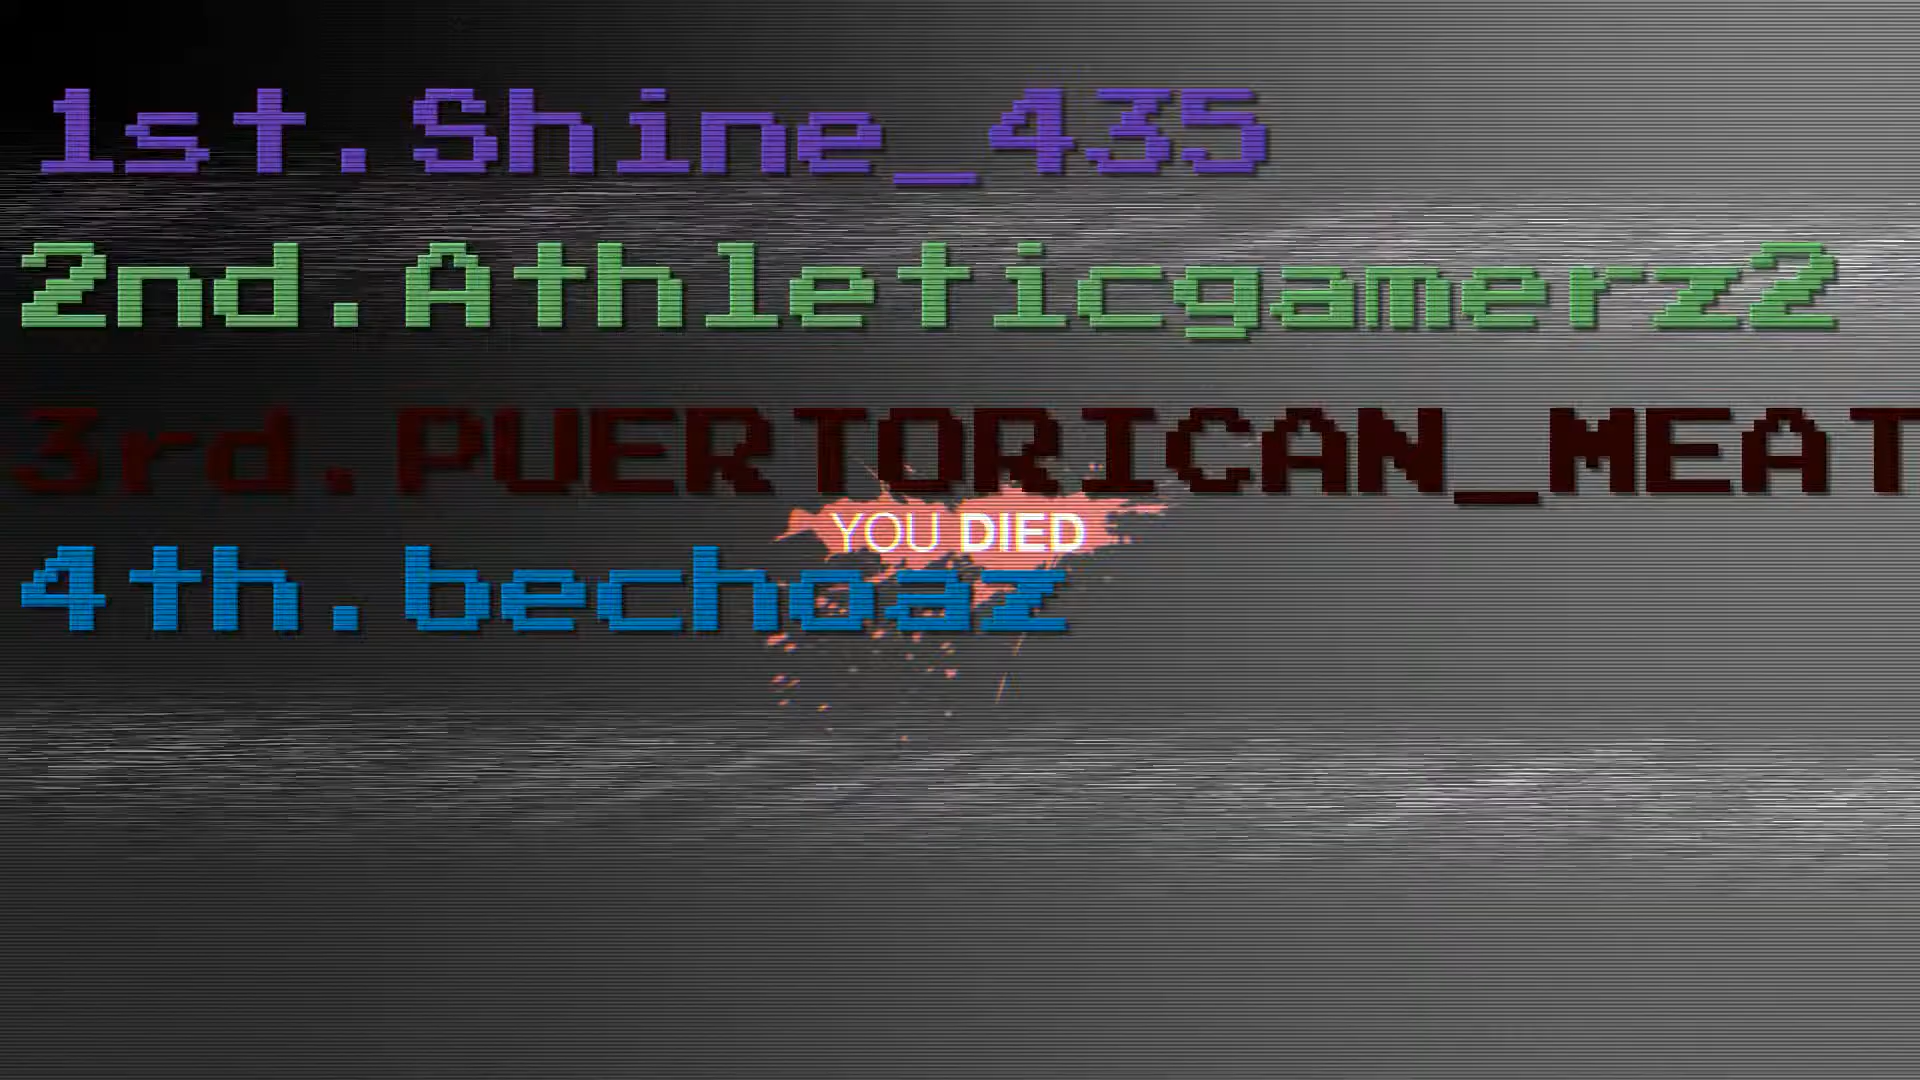 1st.Shine_435
2nd.Athleticgamerz2
3rd.PUERTORICAN_MEAT
YOU DIED
4th.bechoaz